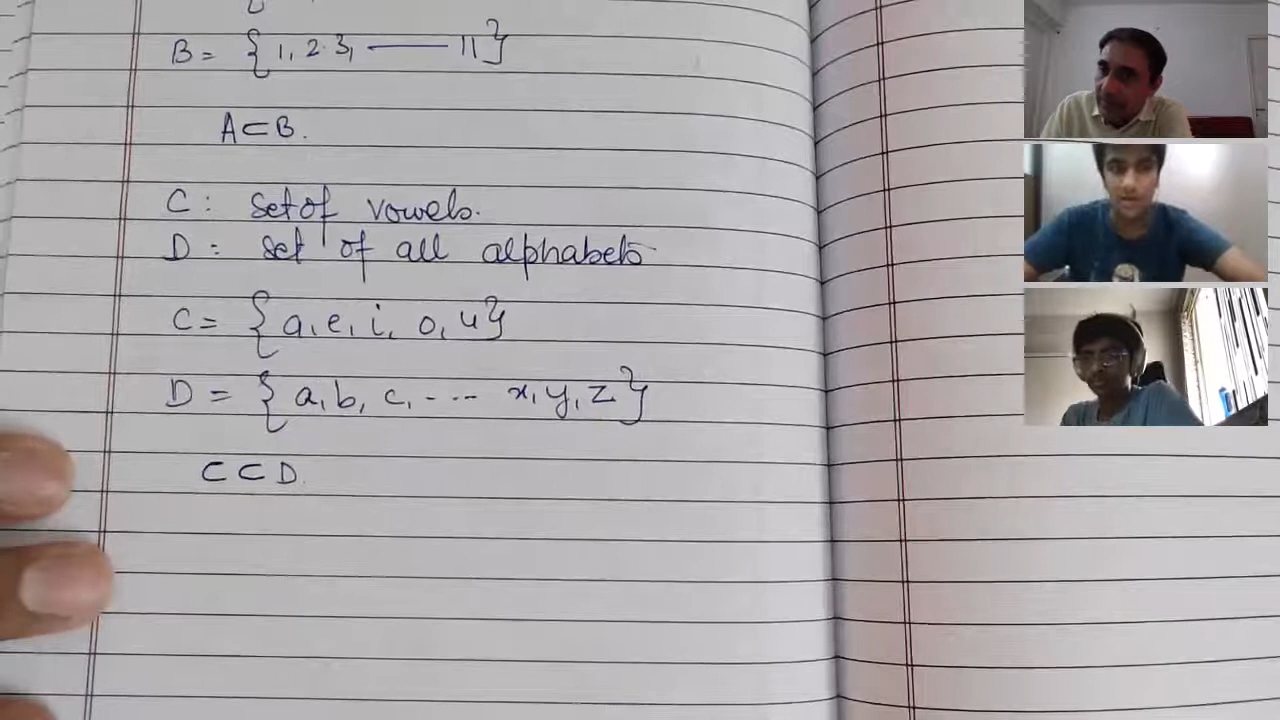 B = { 1, 2 3, —— 11 }
A ⊂ B.
C : set of vowels.
D : set of all alphabets
C = { a, e, i, o, u }
D = { a, b, c, - -- x, y, z }
C ⊂ D.